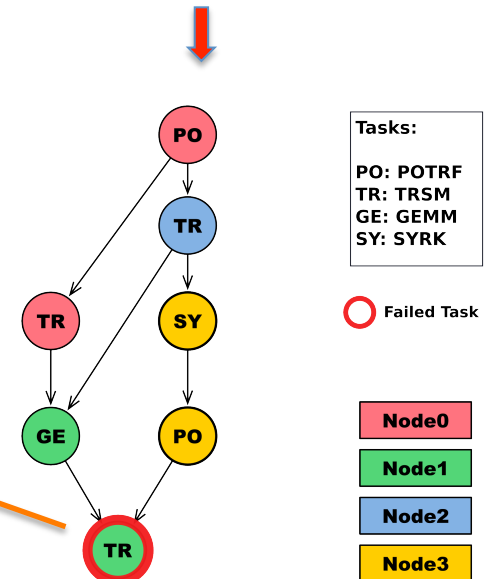 PO
TR
TR
SY
GE
PO
TR
Tasks:
PO: POTRF
TR: TRSM
GE: GEMM
SY: SYRK
Failed Task
Node0
Node1
Node2
Node3